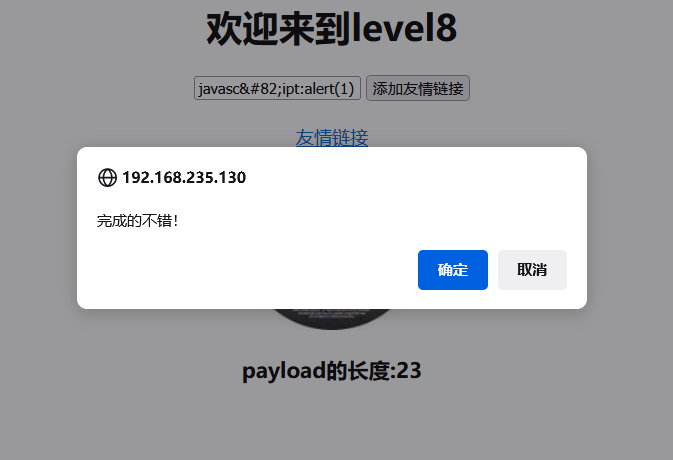 欢迎来到level8
javasc&#82;ipt:alert(1)
添加友情链接
友情链接
192.168.235.130
完成的不错！
确定
取消
payload的长度:23